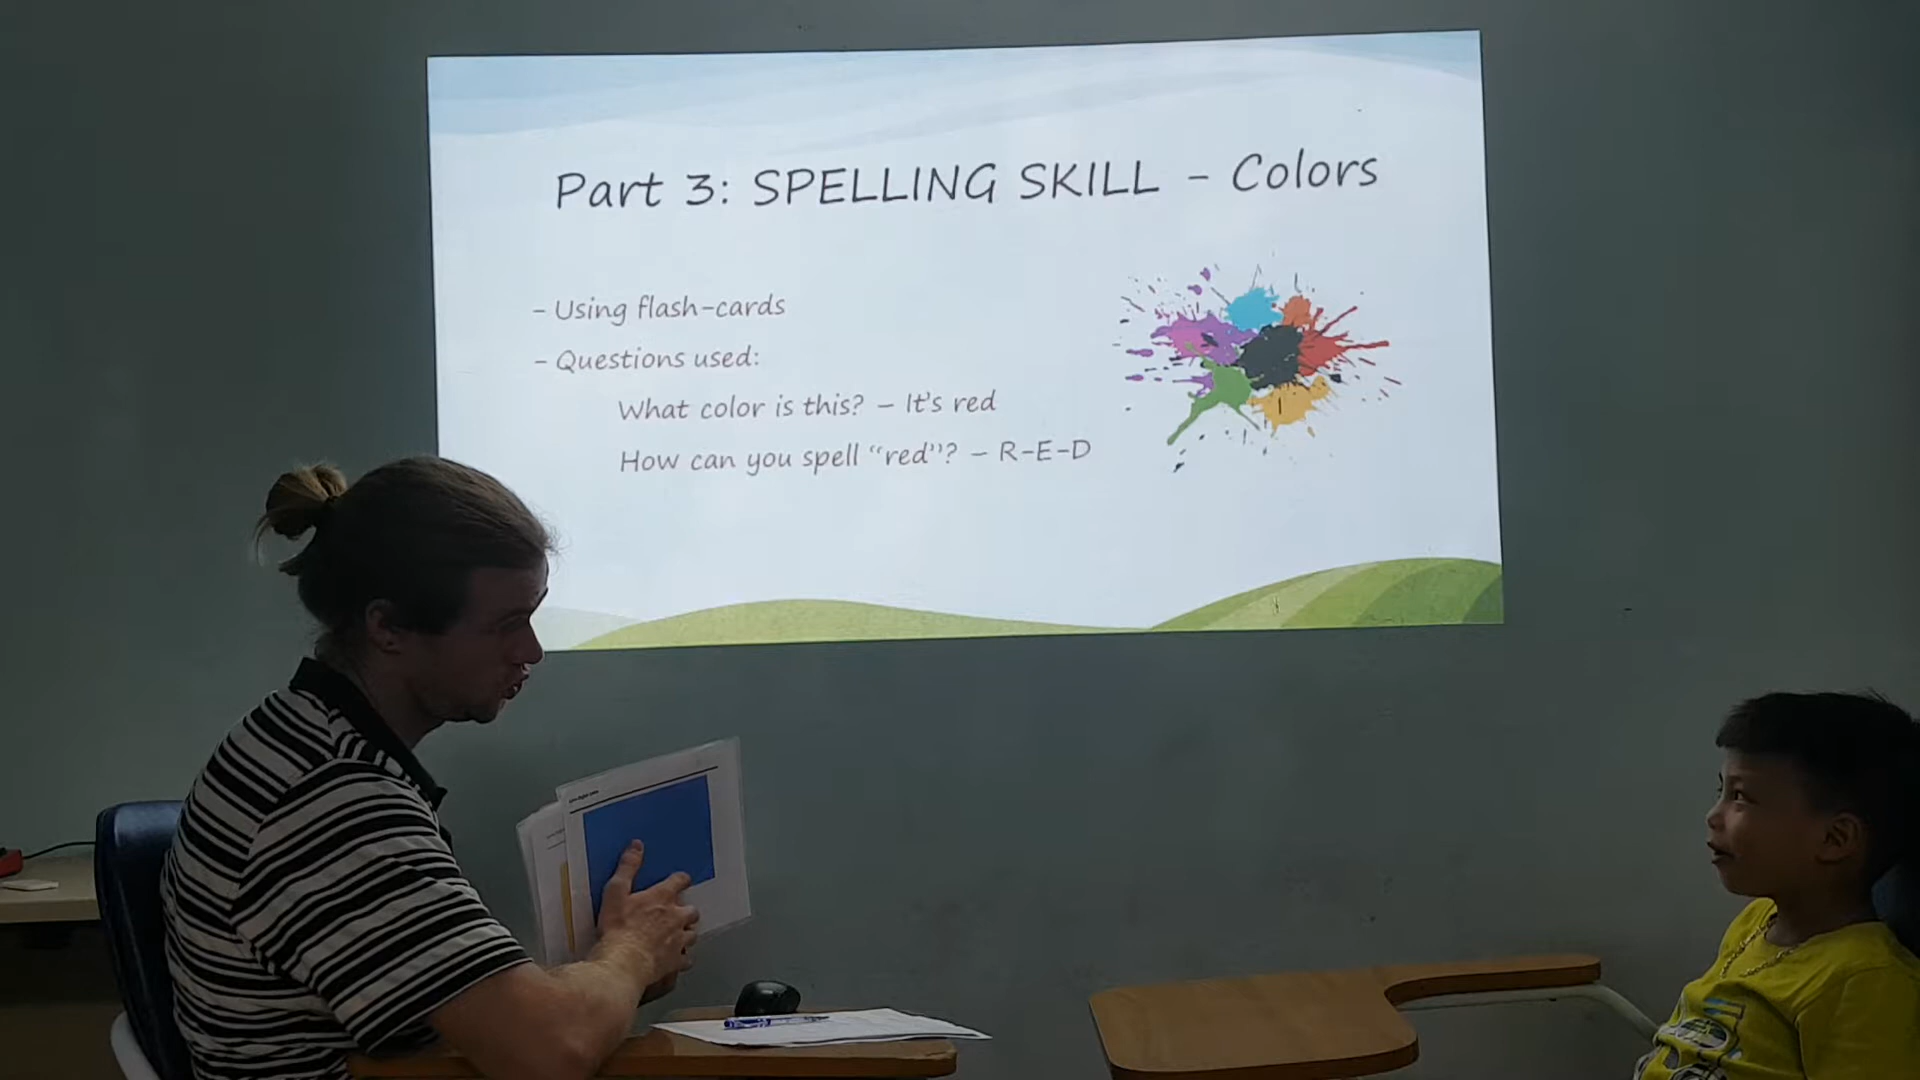 Part 3: SPELLING SKILL - Colors
- Using flash-cards
- Questions used:
What color is this? – It's red
How can you spell “red”? – R-E-D